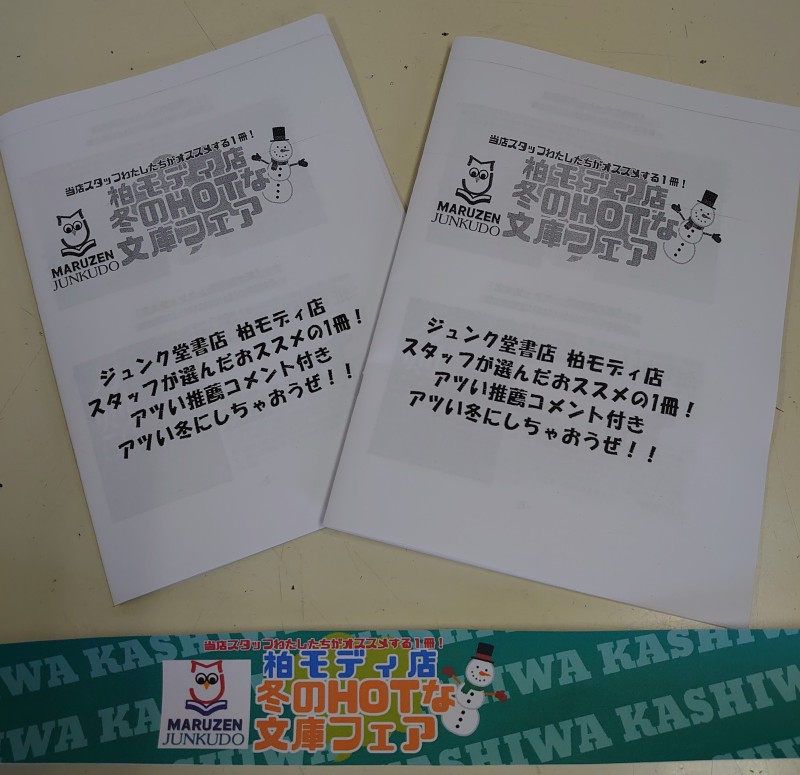 当店スタッフわたしたちがオススメする1冊！
柏モディ店
冬のHOTな
文庫フェア
MARUZEN
JUNKUDO
ジュンク堂書店 柏モディ店
スタッフが選んだおススメの1冊！
アツい推薦コメント付き
アツい冬にしちゃおうぜ！！
当店スタッフわたしたちがオススメする1冊！
柏モディ店
冬のHOTな
文庫フェア
MARUZEN
JUNKUDO
ジュンク堂書店 柏モディ店
スタッフが選んだおススメの1冊！
アツい推薦コメント付き
アツい冬にしちゃおうぜ！！
当店スタッフわたしたちがオススメする1冊！
柏モディ店
冬のHOTな
文庫フェア
MARUZEN
JUNKUDO
WA KASHIWA
KASHIWA KASHIW
KASHIWA KASHIW